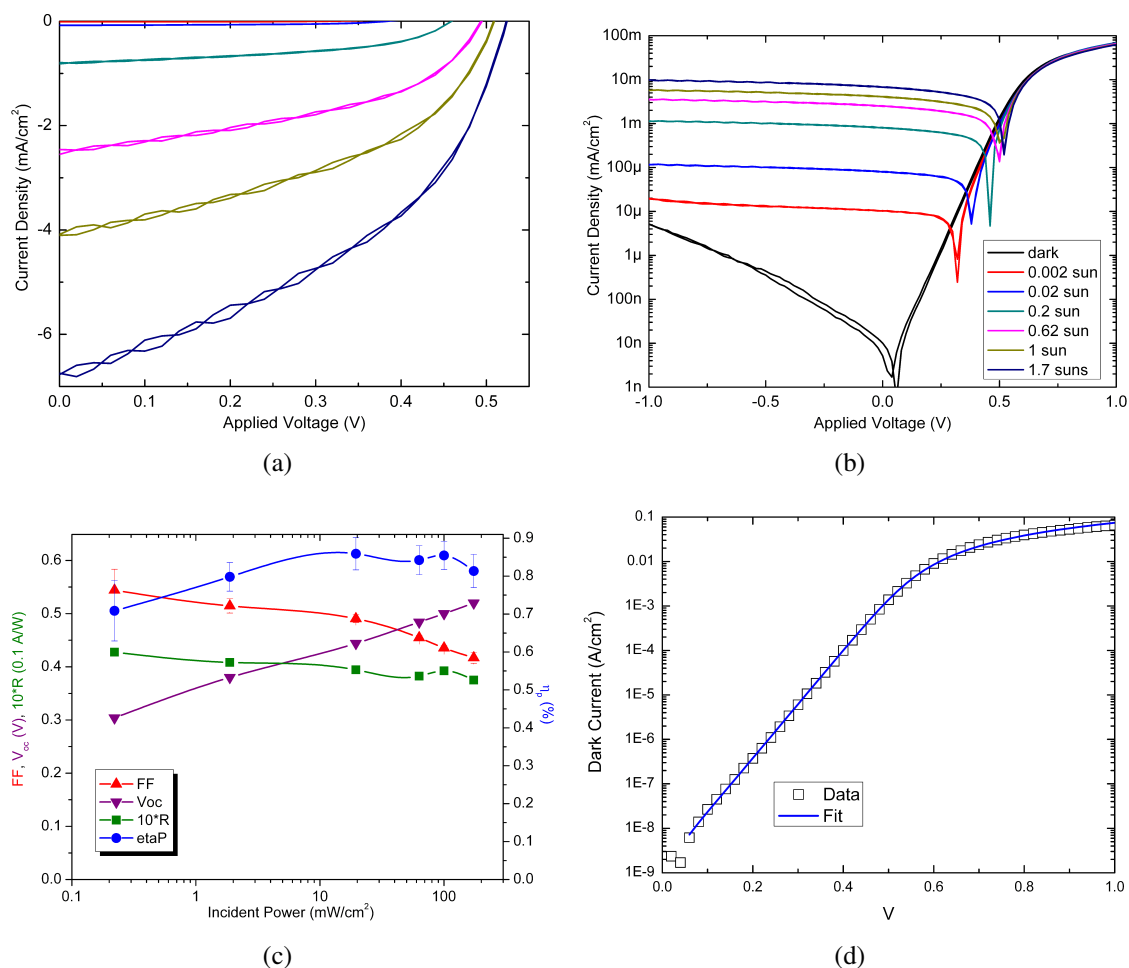 0
-2
-4
-6
Current Density (mA/cm²)
0.0 0.1 0.2 0.3 0.4 0.5
Applied Voltage (V)
(a)
100m
10m
1m
100µ
10µ
1µ
100n
10n
1n
Current Density (mA/cm²)
dark
0.002 sun
0.02 sun
0.2 sun
0.62 sun
1 sun
1.7 suns
-1.0 -0.5 0.0 0.5 1.0
Applied Voltage (V)
(b)
0.6
0.5
0.4
0.3
0.2
0.1
0.0
FF, Voc (V), 10*R (0.1 A/W)
FF
Voc
10*R
etaP
0.9
0.8
0.7
0.6
0.5
0.4
0.3
0.2
0.1
0.0
ηp (%)
0.1 1 10 100
Incident Power (mW/cm²)
(c)
0.1
0.01
1E-3
1E-4
1E-5
1E-6
1E-7
1E-8
1E-9
Dark Current (A/cm²)
Data
Fit
0.0 0.2 0.4 0.6 0.8 1.0
V
(d)